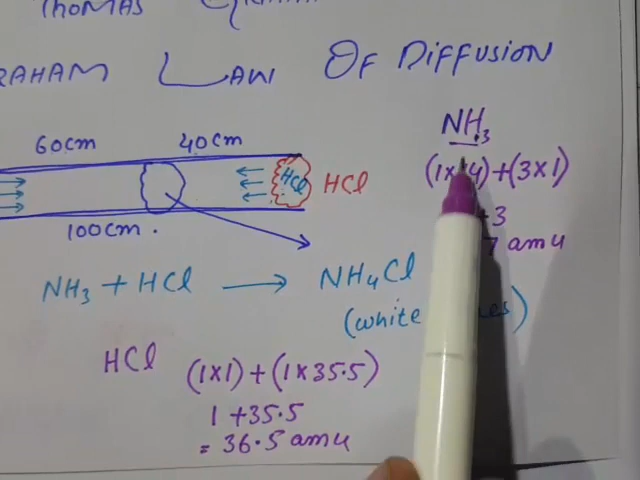 THOMAS
GRAHAM LAW OF DIFFUSION
60cm 40cm
NH3
HCl HCl
(1x14)+(3x1)
+3
100cm.
7 amu
NH3 + HCl → NH4Cl
(white
HCl (1x1) + (1x35.5)
1 +35.5
= 36.5 amu